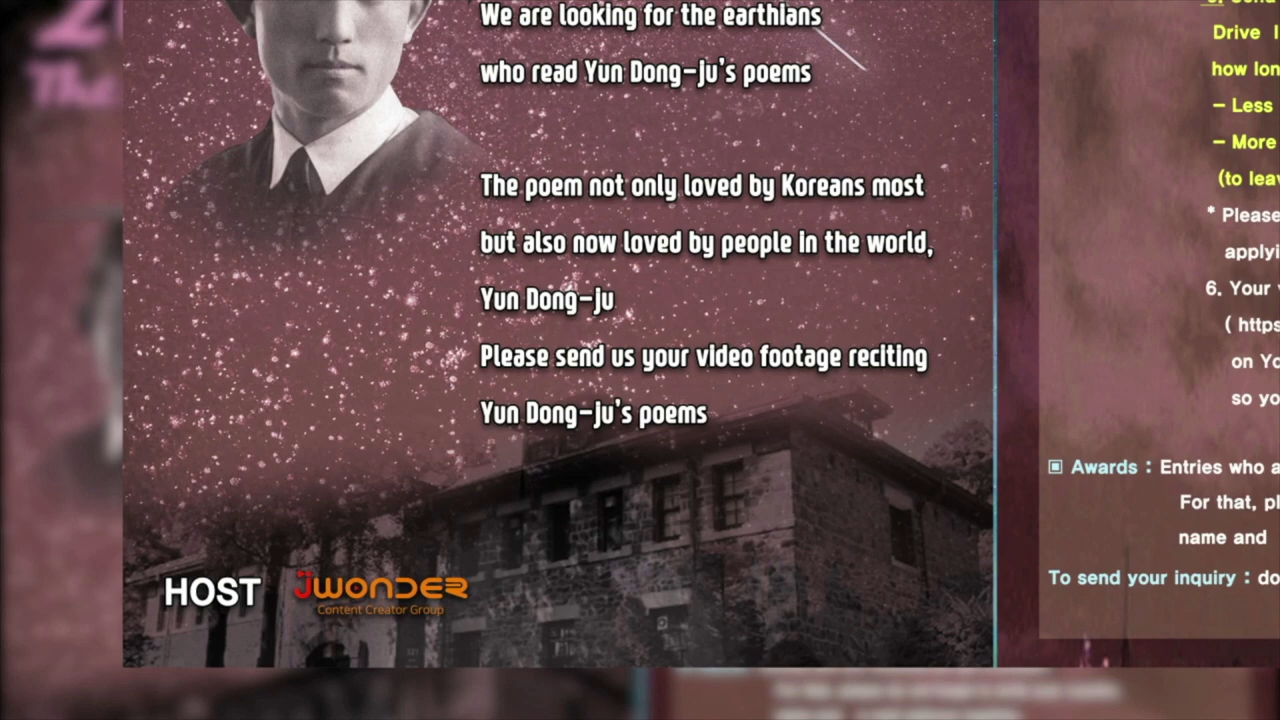 We are looking for the earthians
who read Yun Dong-ju's poems
The poem not only loved by Koreans most
but also now loved by people in the world,
Yun Dong-ju
Please send us your video footage reciting
Yun Dong-ju's poems
HOST JWONDER
Content Creator Group
Drive
how lon
- Less
- More
(to leav
* Please
applyi
6. Your
( https
on Yo
so yo
▣ Awards : Entries who a
For that, pl
name and
To send your inquiry : do
The